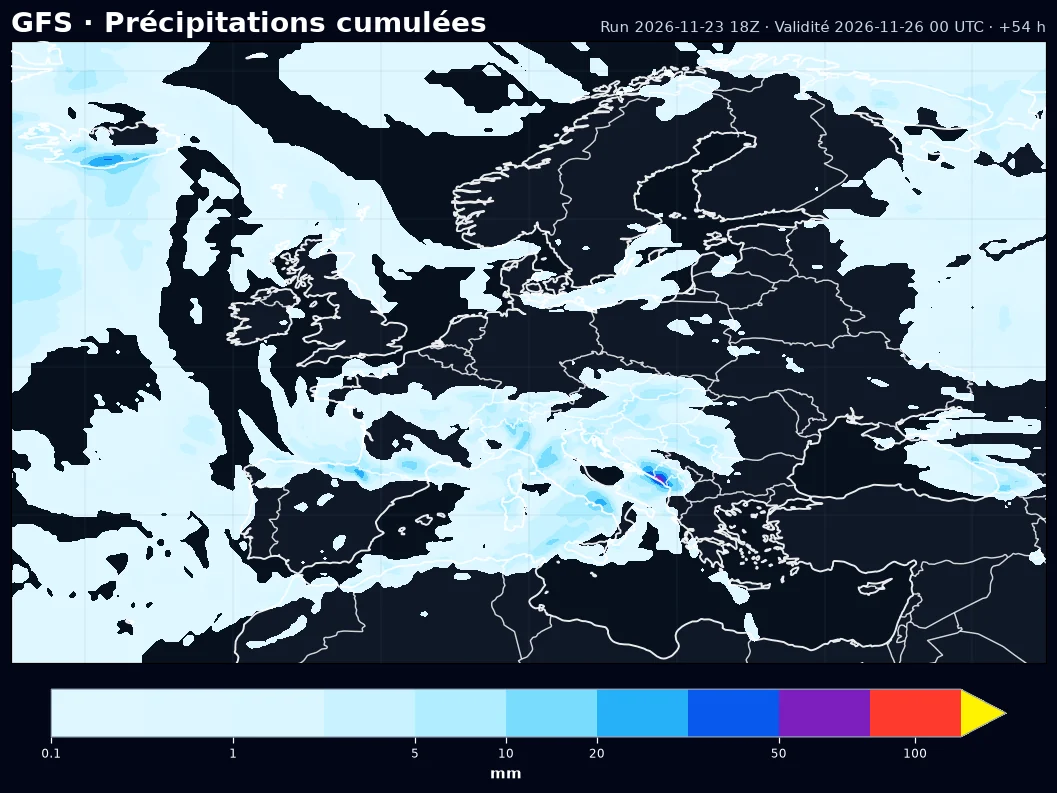 GFS · Précipitations cumulées
Run 2026-11-23 18Z · Validité 2026-11-26 00 UTC · +54 h
0.1 1 5 10 20 50 100
mm